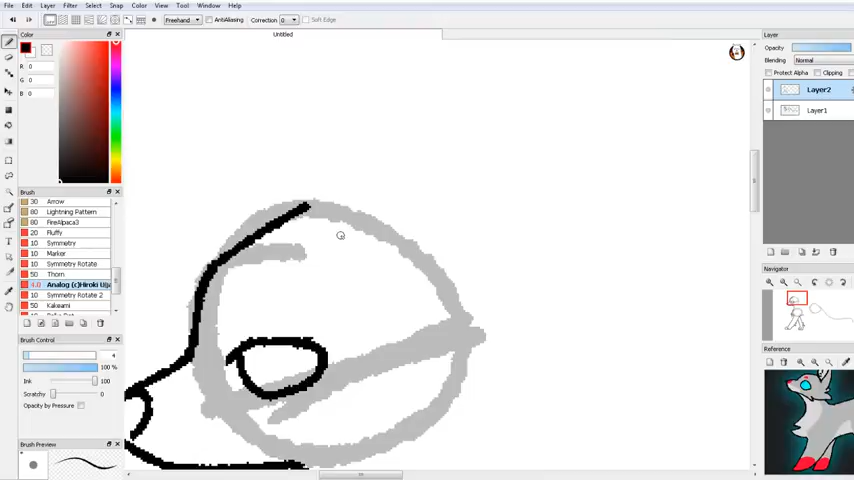 File Edit Layer Filter Select Snap Color View Tool Window Help
Freehand AntiAliasing Correction 0 Soft Edge
Untitled
Color
R 0
G 0
B 0
Brush
30 Arrow
80 Lightning Pattern
80 FireAlpaca3
20 Fluffy
10 Symmetry
10 Marker
10 Symmetry Rotate
50 Thorn
4.0 Analog (c)Hiroki
10 Symmetry Rotate 2
50 Kakeami
Brush Control
4
100 %
Ink 100
Scratchy 0
Opacity by Pressure
Brush Preview
Layer
Opacity
Blending Normal
Protect Alpha Clipping
Layer2
Layer1
Navigator
Reference